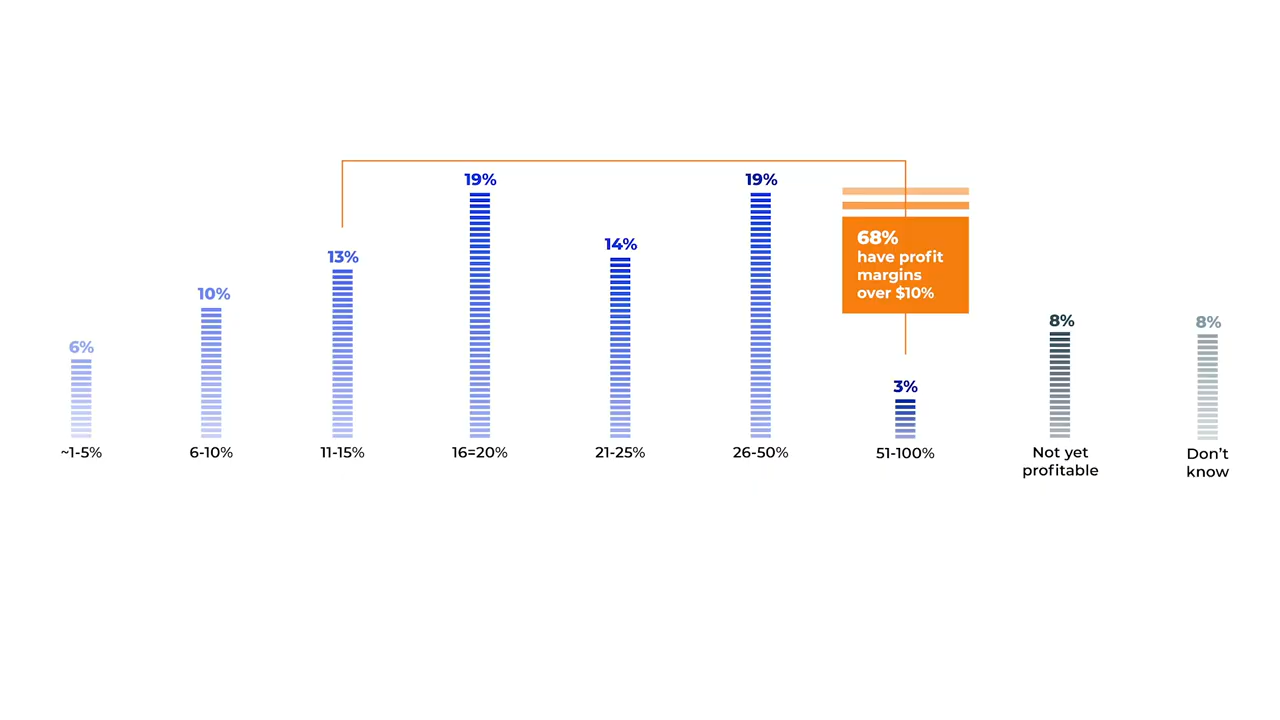 19%
19%
68%
have profit
margins
over $10%
14%
13%
10%
8%
8%
6%
3%
~1-5%
6-10%
11-15%
16=20%
21-25%
26-50%
51-100%
Not yet
profitable
Don't
know